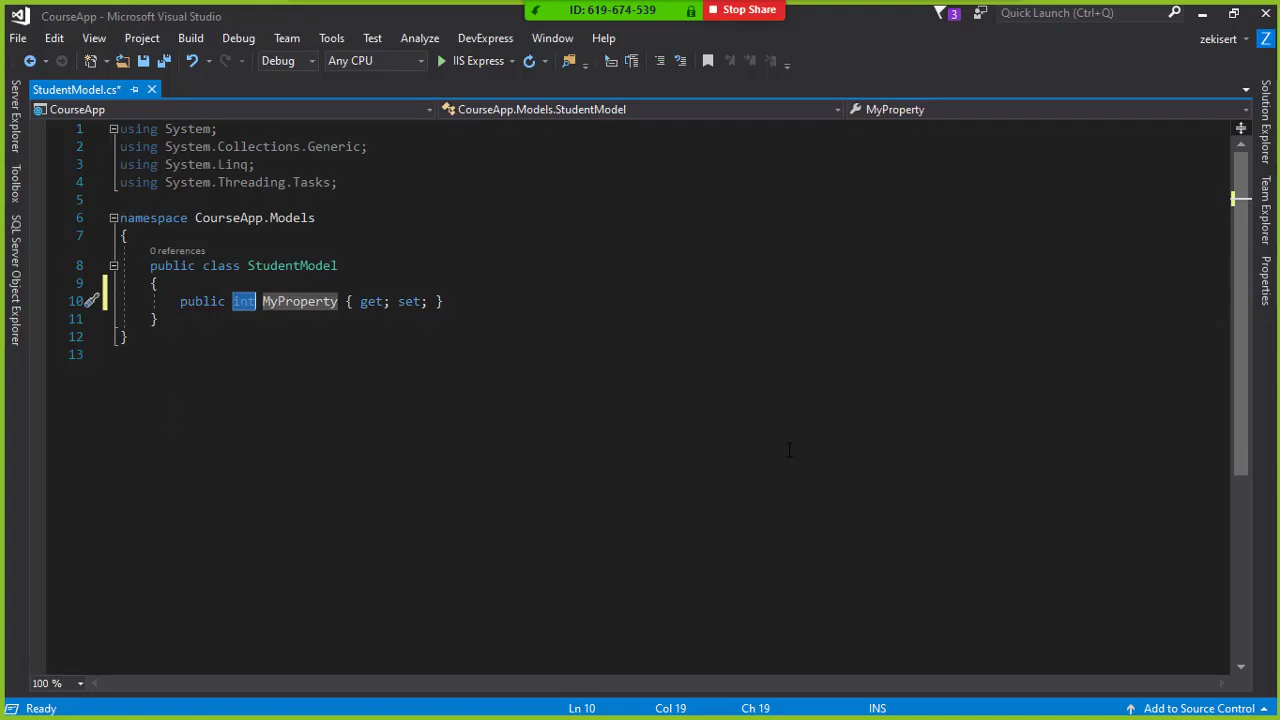 CourseApp - Microsoft Visual Studio
ID: 619-674-539
Stop Share
3
Quick Launch (Ctrl+Q)
File Edit View Project Build Debug Team Tools Test Analyze DevExpress Window Help
zekisert
Z
Debug
Any CPU
IIS Express
StudentModel.cs*
CourseApp
CourseApp.Models.StudentModel
MyProperty
Server Explorer
Toolbox
SQL Server Object Explorer
1 using System;
2 using System.Collections.Generic;
3 using System.Linq;
4 using System.Threading.Tasks;
5
6 namespace CourseApp.Models
7 {
0 references
8 public class StudentModel
9 {
10 public int MyProperty { get; set; }
11 }
12 }
13
Solution Explorer
Team Explorer
Properties
100 %
Ready
Ln 10
Col 19
Ch 19
INS
Add to Source Control